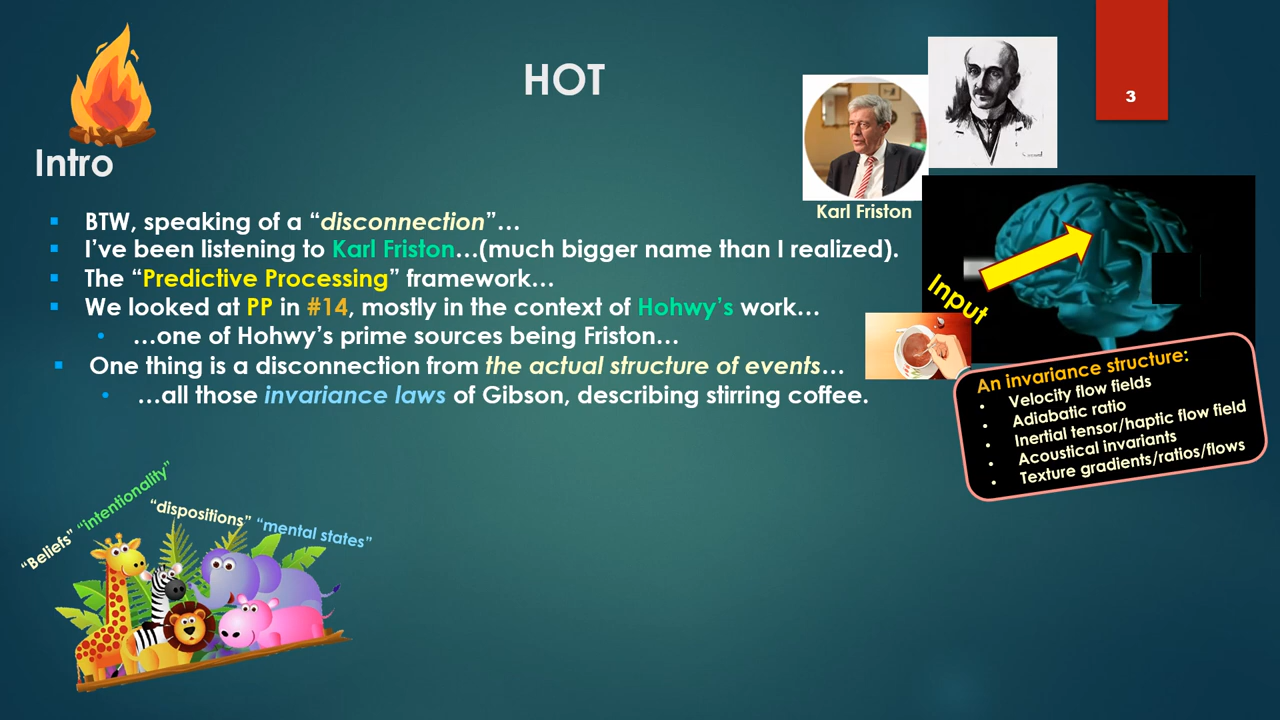 HOT
3
Intro
Karl Friston
BTW, speaking of a “disconnection”…
I’ve been listening to Karl Friston…(much bigger name than I realized).
The “Predictive Processing” framework…
We looked at PP in #14, mostly in the context of Hohwy’s work…
…one of Hohwy’s prime sources being Friston…
One thing is a disconnection from the actual structure of events…
…all those invariance laws of Gibson, describing stirring coffee.
Input
An invariance structure:
Velocity flow fields
Adiabatic ratio
Inertial tensor/haptic flow field
Acoustical invariants
Texture gradients/ratios/flows
“Beliefs” “intentionality”
“dispositions” “mental states”